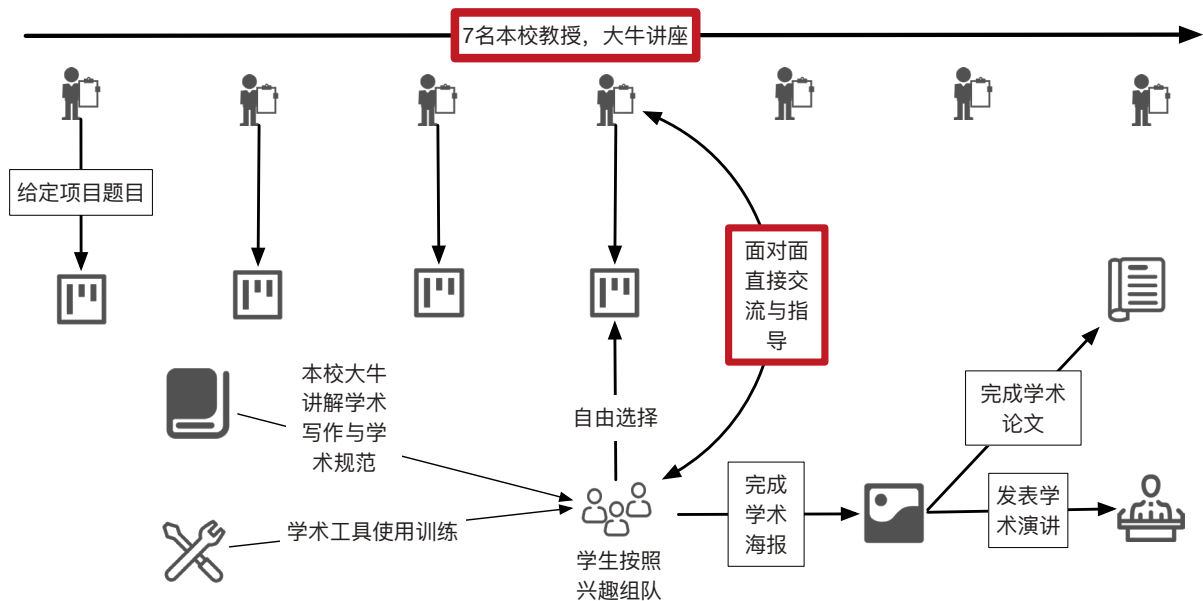 7名本校教授，大牛讲座
给定项目题目
面对面
直接交
流与指
导
本校大牛
讲解学术
写作与学
术规范
自由选择
完成学术
论文
学术工具使用训练
完成
学术
海报
发表学
术演讲
学生按照
兴趣组队